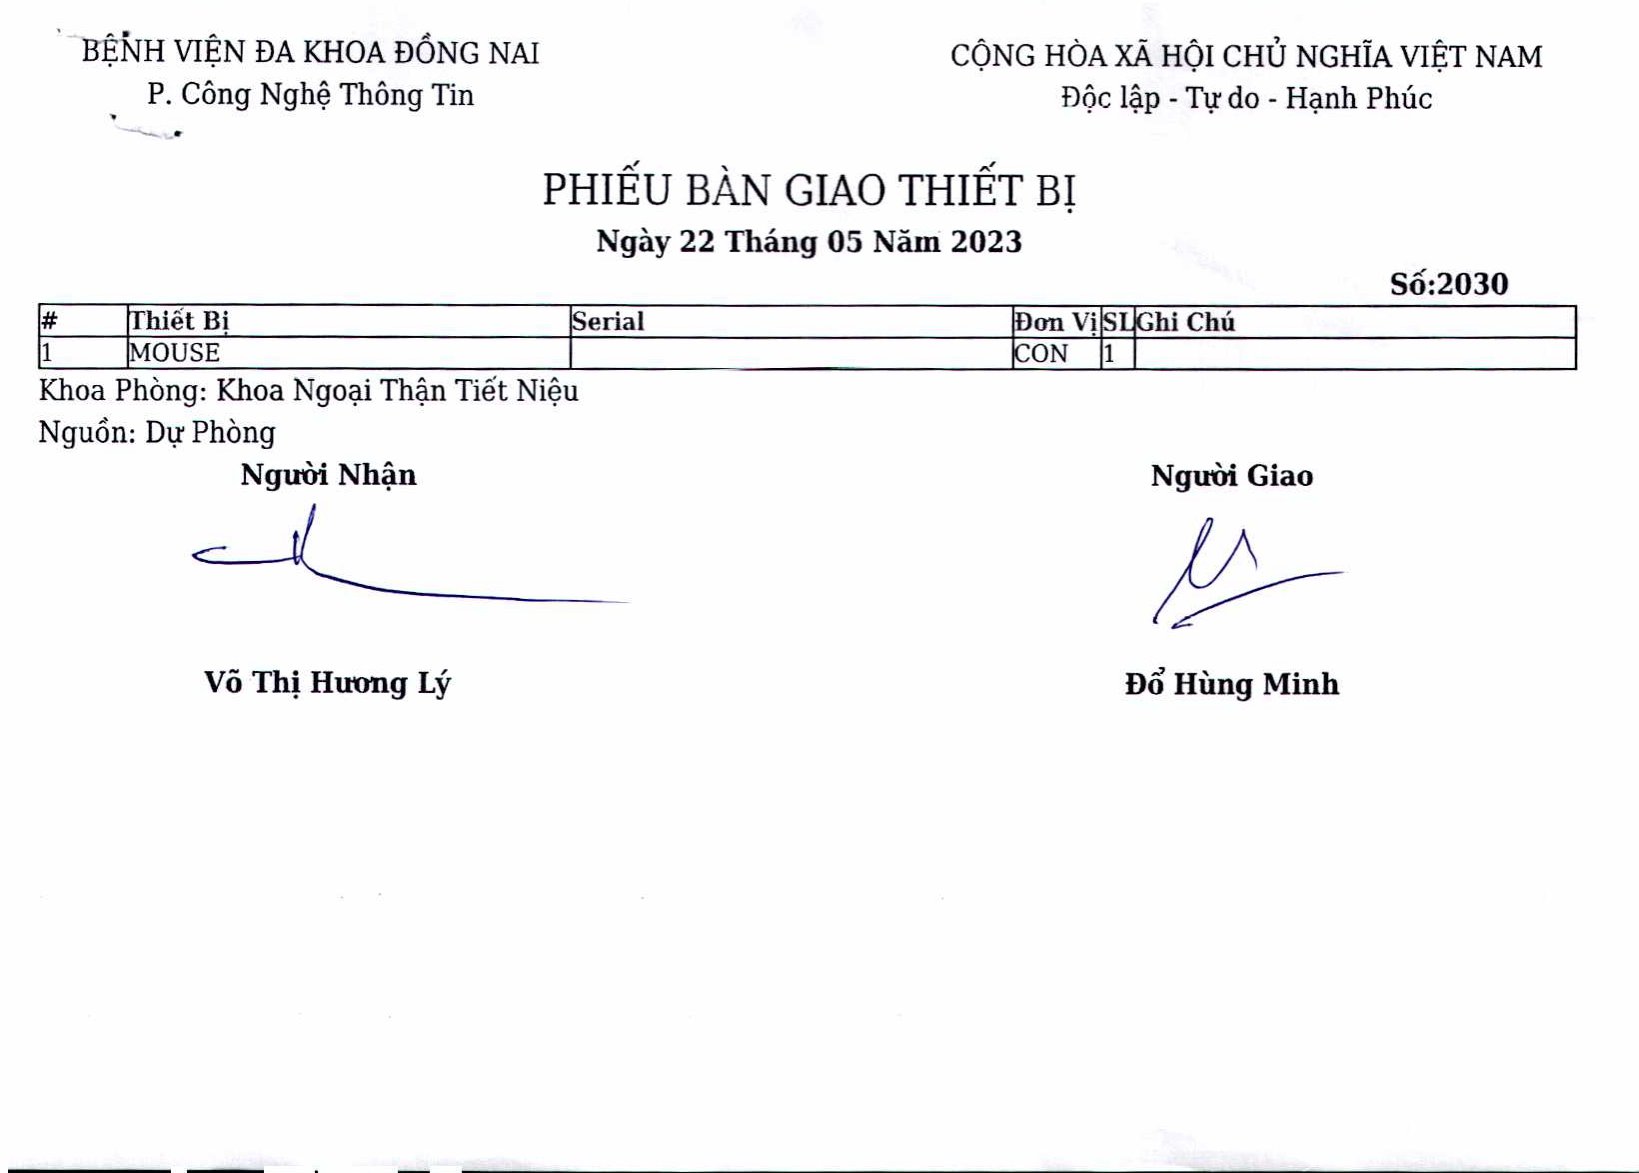 BỆNH VIỆN ĐA KHOA ĐỒNG NAI
P. Công Nghệ Thông Tin
CỘNG HÒA XÃ HỘI CHỦ NGHĨA VIỆT NAM
Độc lập - Tự do - Hạnh Phúc
PHIẾU BÀN GIAO THIẾT BỊ
Ngày 22 Tháng 05 Năm 2023
Số:2030
# Thiết Bị Serial Đơn Vị SL Ghi Chú
1 MOUSE CON 1
Khoa Phòng: Khoa Ngoại Thận Tiết Niệu
Nguồn: Dự Phòng
Người Nhận Người Giao
Võ Thị Hương Lý Đổ Hùng Minh